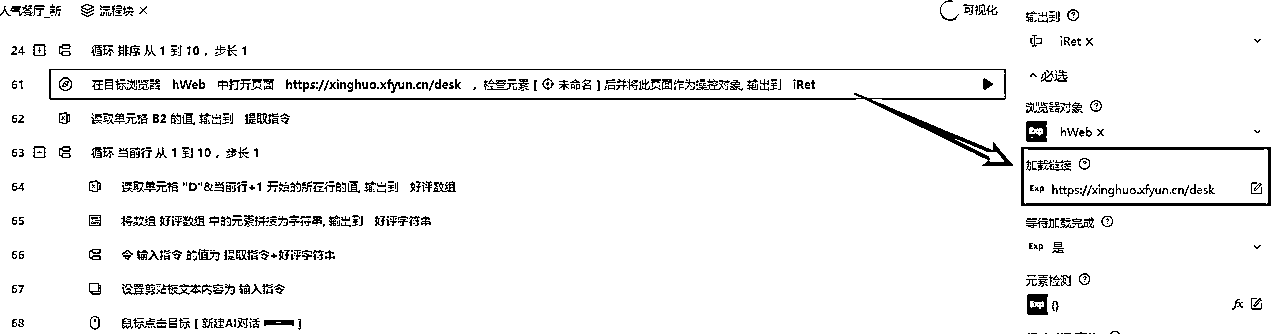 人气餐厅_新 流程块 X 可视化
24 循环 排序 从 1 到 10 ，步长 1
61 在目标浏览器 hWeb 中打开页面 https://xinghuo.xfyun.cn/desk ，检查元素 [ 未命名 ] 后并将此页面作为操控对象, 输出到 iRet
62 读取单元格 B2 的值, 输出到 提取指令
63 循环 当前行 从 1 到 10 ，步长 1
64 读取单元格 "D"&当前行+1 开始的所在行的值, 输出到 好评数组
65 将数组 好评数组 中的元素拼接为字符串, 输出到 好评字符串
66 令 输入指令 的值为 提取指令+好评字符串
67 设置剪贴板文本内容为 输入指令
68 鼠标点击目标 [ 新建AI对话 ]
输出到
iRet X
必选
浏览器对象
Exp hWeb X
加载链接
Exp https://xinghuo.xfyun.cn/desk
等待加载完成
Exp 是
元素检测
Exp {} fx